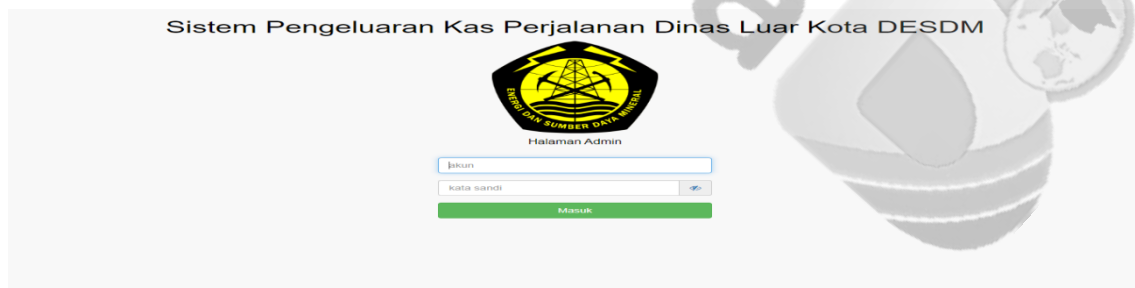 Sistem Pengeluaran Kas Perjalanan Dinas Luar Kota DESDM
ENERGI DAN SUMBER DAYA MINERAL
Halaman Admin
akun
kata sandi
Masuk